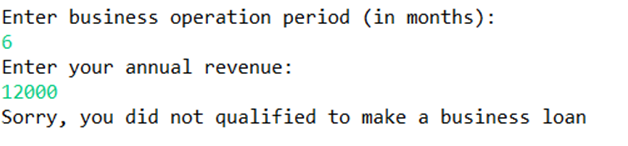 Enter business operation period (in months):
6
Enter your annual revenue:
12000
Sorry, you did not qualified to make a business loan